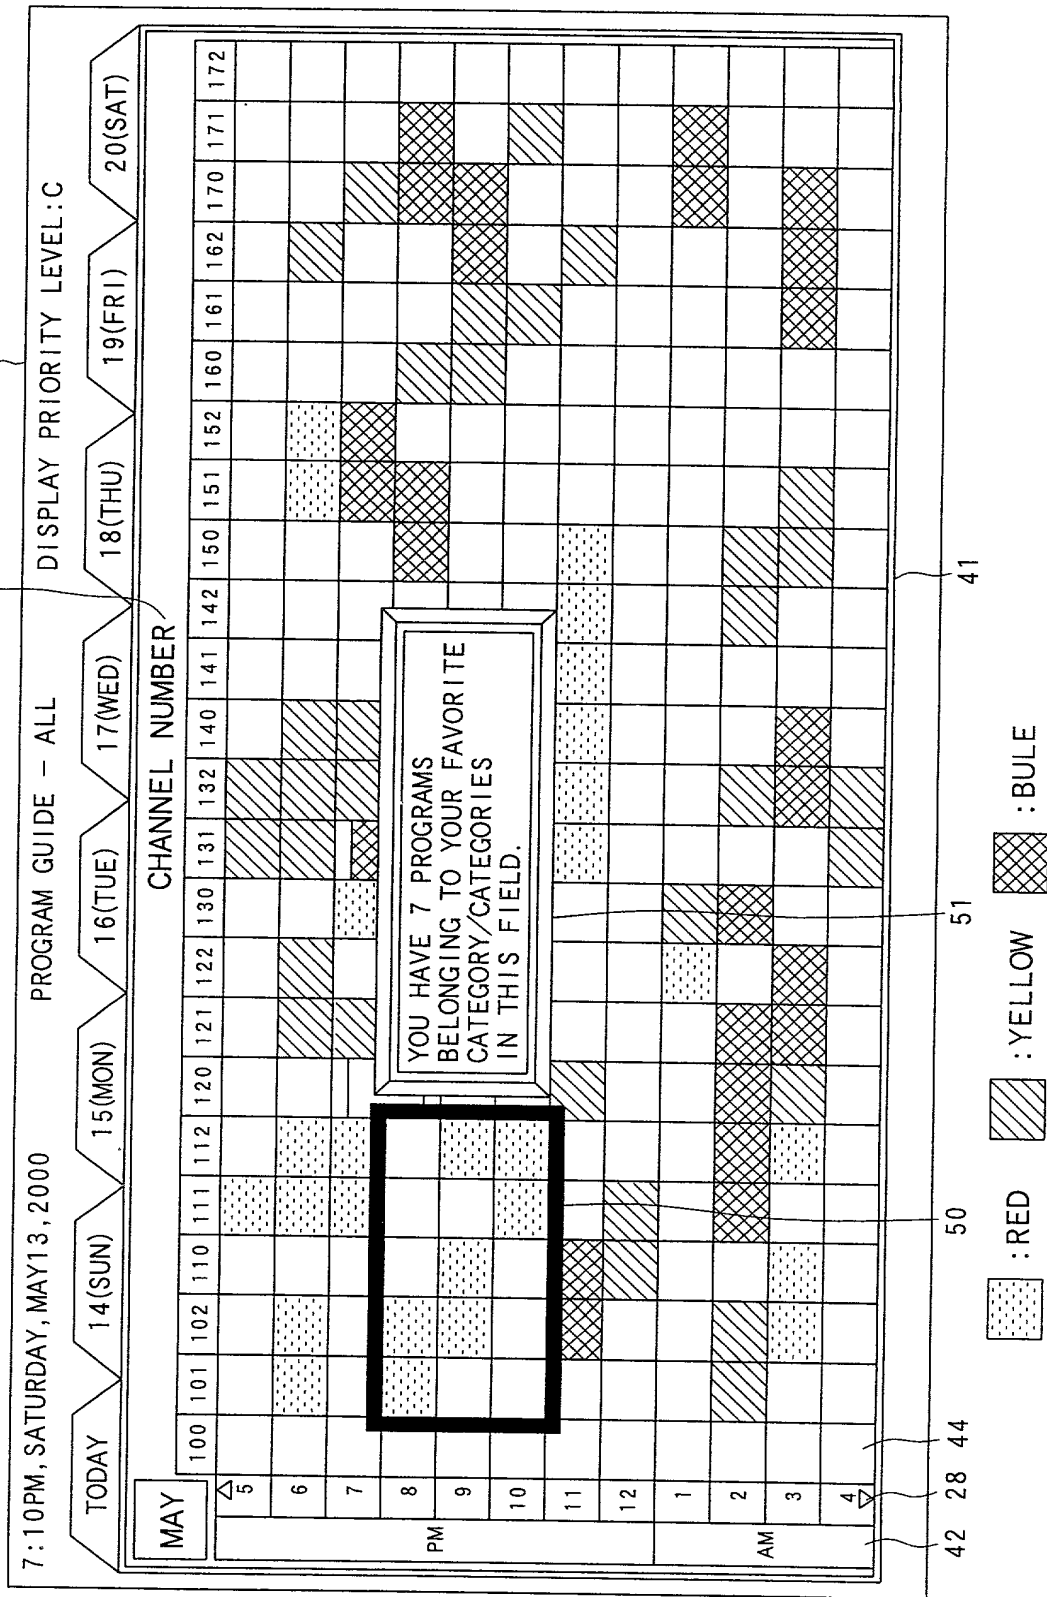 7:10PM,SATURDAY,MAY13,2000 PROGRAM GUIDE – ALL DISPLAY PRIORITY LEVEL:C
TODAY 14(SUN) 15(MON) 16(TUE) 17(WED) 18(THU) 19(FRI) 20(SAT)
MAY CHANNEL NUMBER
100 101 102 110 111 112 120 121 122 130 131 132 140 141 142 150 151 152 160 161 162 170 171 172
PM
5
6
7
8
9
10
11
12
AM
1
2
3
4
YOU HAVE 7 PROGRAMS
BELONGING TO YOUR FAVORITE
CATEGORY/CATEGORIES
IN THIS FIELD.
42 28 44 50 51 41
:RED :YELLOW :BULE